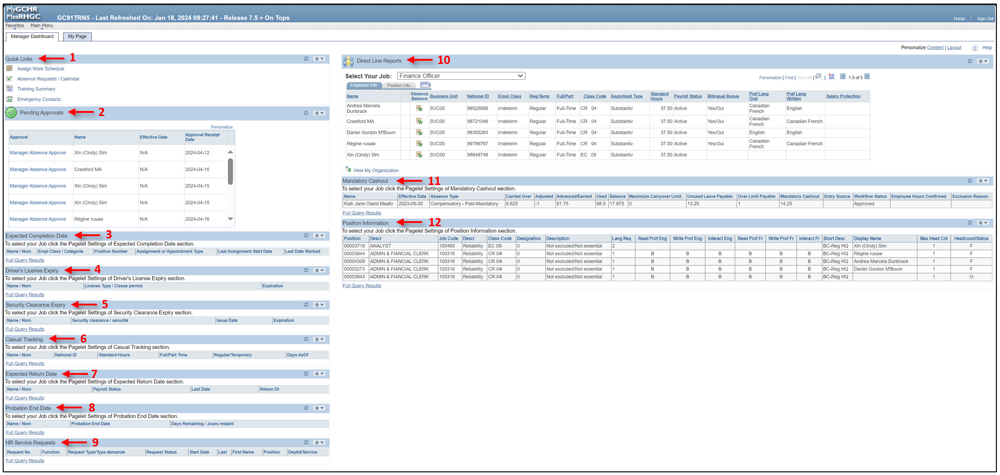 MyGCHR
MesRHGC
GC91TRN5 - Last Refreshed On: Jan 18, 2024 09:27:41 - Release 7.5 + On Tops
Home | Sign Out
Favorites Main Menu
Manager Dashboard My Page
Personalize Content | Layout Help
Quick Links 1
Assign Work Schedule
Absence Requests / Calendar
Training Summary
Emergency Contacts
Pending Approvals 2
Personalize
Approval Name Effective Date Approval Receipt Date
Manager Absence Approve Xin (Cindy) Sim N/A 2024-04-12
Manager Absence Approve Crawford MA N/A 2024-04-16
Manager Absence Approve Xin (Cindy) Sim N/A 2024-04-15
Manager Absence Approve Xin (Cindy) Sim N/A 2024-04-15
Manager Absence Approve Régine rusaw N/A 2024-04-16
Expected Completion Date 3
To select your Job click the Pagelet Settings of Expected Completion Date section.
Name / Nom Empl Class / Catégorie Position Number Assignment or Appointment Type Last Assignment Start Date Last Date Worked
Full Query Results
Driver's License Expiry 4
To select your Job click the Pagelet Settings of Driver's License Expiry section.
Name / Nom License Type / Classe permis Expiration
Full Query Results
Security Clearance Expiry 5
To select your Job click the Pagelet Settings of Security Clearance Expiry section.
Name / Nom Security clearance / sécurité Issue Date Expiration
Full Query Results
Casual Tracking 6
To select your Job click the Pagelet Settings of Casual Tracking section.
Name / Nom National ID Standard Hours Full/Part Time Regular/Temporary Days AsOf
Full Query Results
Expected Return Date 7
To select your Job click the Pagelet Settings of Expected Return Date section.
Name / Nom Payroll Status Last Date Return Dt
Full Query Results
Probation End Date 8
To select your Job click the Pagelet Settings of Probation End Date section.
Name / Nom Probation End Date Days Remaining / Jours restant
Full Query Results
HR Service Requests 9
Request No. Function Request Type/Type demande Request Status Start Date Last First Name Position Deptid/Service
Full Query Results
Direct Line Reports 10
Select Your Job: Finance Officer
Personalize | Find | View All | 1-5 of 5
Employee Info Position Info
Name Absence Balance Business Unit National ID Empl Class Reg/Temp Full/Part Class Code Asgn/Appt Type Standard Hours Payroll Status Bilingual Bonus Pref Lang Oral Pref Lang Written Salary Protection
Andrea Marcela Dunbrack SVC00 98525956 Indeterm Regular Full-Time CR 04 Substantiv 37.50 Active Yes/Oui Canadian French English
Crawford MA SVC00 98721046 Indeterm Regular Full-Time CR 04 Substantiv 37.50 Active Yes/Oui Canadian French Canadian French
Daniel Gordon M'Boum SVC00 98305263 Indeterm Regular Full-Time CR 04 Substantiv 37.50 Active Yes/Oui English English
Régine rusaw SVC00 99796767 Indeterm Regular Full-Time CR 04 Substantiv 37.50 Active Yes/Oui Canadian French Canadian French
Xin (Cindy) Sim SVC00 98648748 Indeterm Regular Full-Time EC 05 Substantiv 37.50 Active
View My Organization
Mandatory Cashout 11
To select your Job click the Pagelet Settings of Mandatory Cashout section.
Name Effective Date Absence Type Carried Over Adjusted Advanced/Earned Used Balance Maximium Carryover Limit Unused Leave Payable Over Limit Payable Mandatory Cashout Entry Source Workflow Status Employee Hours Confirmed Exclusion Reason
Kiah Jane Oland Maafo 2023-09-30 Compensatory - Paid-Mandatory 8.625 -1 81.75 68.5 17.875 0 13.25 1 14.25 Approved
Full Query Results
Position Information 12
To select your Job click the Pagelet Settings of Position Information section.
Position Descr Job Code Descr Class Code Designation Description Lang Req Read Prof Eng Write Prof Eng Interact Eng Read Prof Fr Write Prof Fr Interact Fr Short Desc Display Name Max Head Cnt HeadcountStatus
00003719 ANALYST 100465 Reliability EC 05 0 Not excluded/Not essential 2 BC-Reg HQ Xin (Cindy) Sim 1 F
00003844 ADMIN & FIANCIAL CLERK 100316 Reliability CR 04 0 Not excluded/Not essential 1 B B B B B B BC-Reg HQ Régine rusaw 1 F
00004309 ADMIN & FIANCIAL CLERK 100316 Reliability CR 04 0 Not excluded/Not essential 1 B B B B B B BC-Reg HQ Andrea Marcela Dunbrack 1 F
00003273 ADMIN & FIANCIAL CLERK 100316 Reliability CR 04 0 Not excluded/Not essential 1 B B B B B B BC-Reg HQ Daniel Gordon M'Boum 1 F
00003843 ADMIN & FIANCIAL CLERK 100316 Reliability CR 04 0 Not excluded/Not essential 1 B B B B B B BC-Reg HQ 1 O
Full Query Results